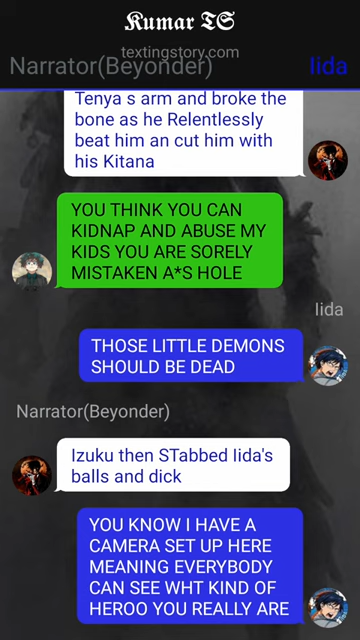 Kumar TS
textingstory.com
Narrator(Beyonder)
Iida
Tenya s arm and broke the
bone as he Relentlessly
beat him an cut him with
his Kitana
YOU THINK YOU CAN
KIDNAP AND ABUSE MY
KIDS YOU ARE SORELY
MISTAKEN A*S HOLE
Iida
THOSE LITTLE DEMONS
SHOULD BE DEAD
Narrator(Beyonder)
Izuku then STabbed Iida's
balls and dick
YOU KNOW I HAVE A
CAMERA SET UP HERE
MEANING EVERYBODY
CAN SEE WHT KIND OF
HEROO YOU REALLY ARE